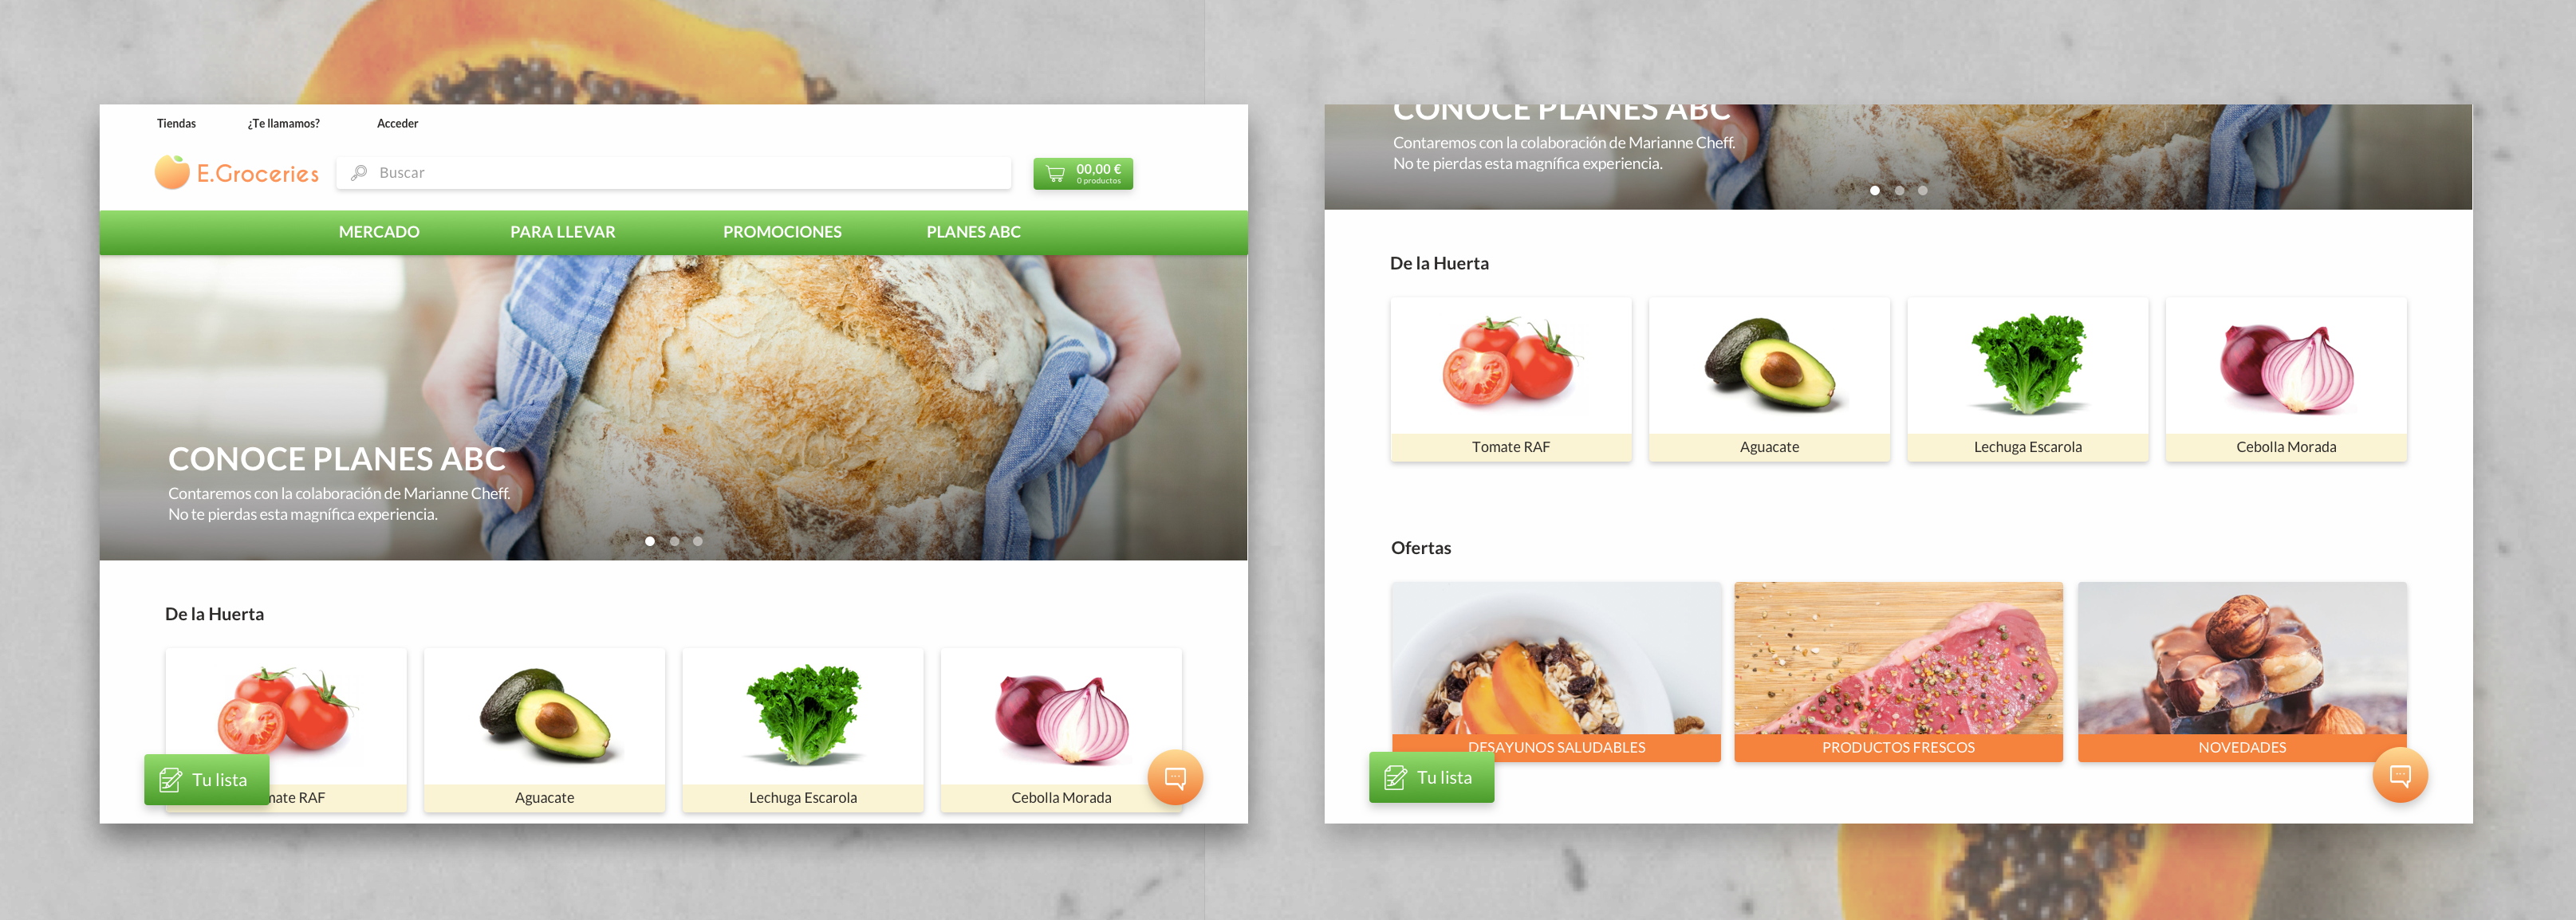 Tiendas
¿Te llamamos?
Acceder
E.Groceries
Buscar
00,00 €
0 productos
MERCADO
PARA LLEVAR
PROMOCIONES
PLANES ABC
CONOCE PLANES ABC
Contaremos con la colaboración de Marianne Cheff.
No te pierdas esta magnífica experiencia.
De la Huerta
mate RAF
Aguacate
Lechuga Escarola
Cebolla Morada
Tu lista
CONOCE PLANES ABC
Contaremos con la colaboración de Marianne Cheff.
No te pierdas esta magnífica experiencia.
De la Huerta
Tomate RAF
Aguacate
Lechuga Escarola
Cebolla Morada
Ofertas
DESAYUNOS SALUDABLES
PRODUCTOS FRESCOS
NOVEDADES
Tu lista